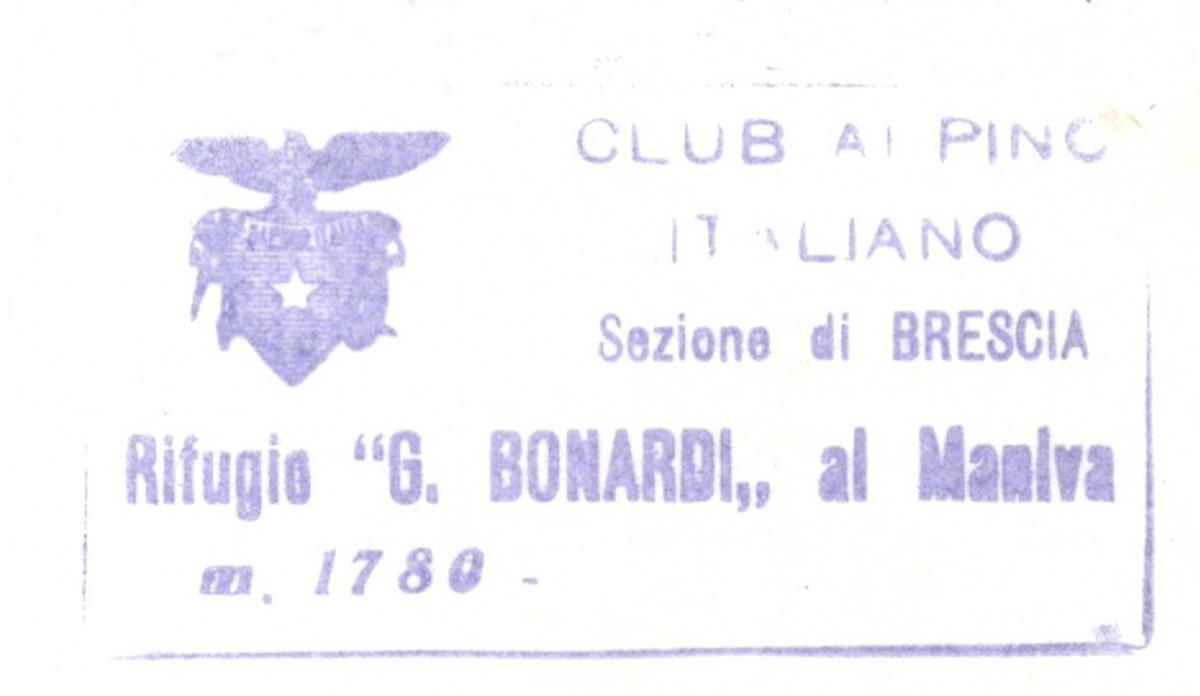 CLUB ALPINO
ITALIANO
Sezione di BRESCIA
Rifugio “G. BONARDI„ al Maniva
m. 1780 -